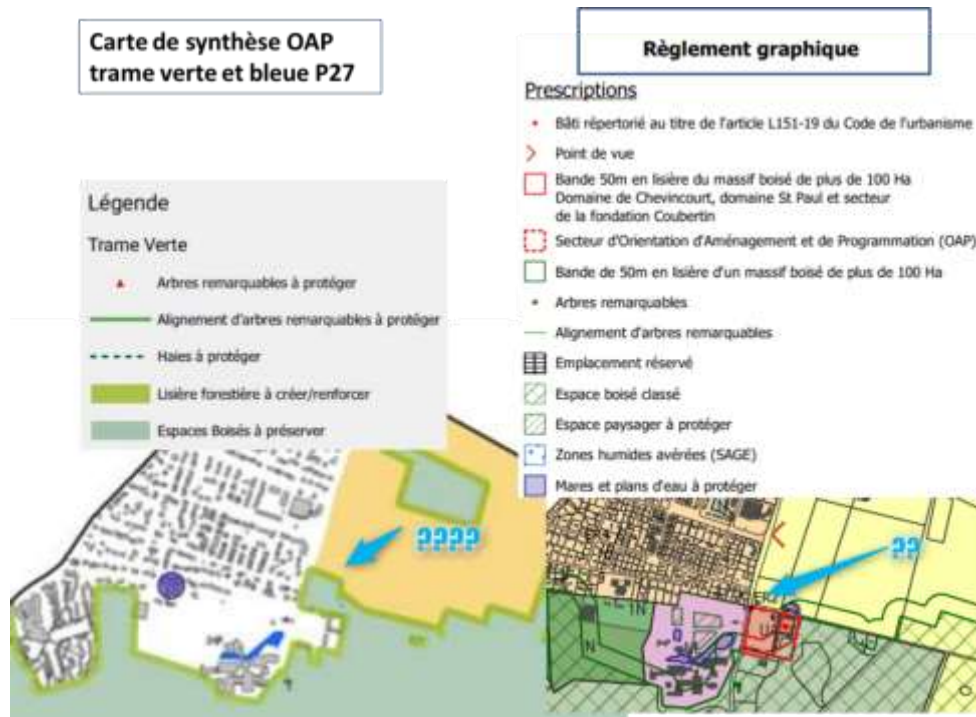 Carte de synthèse OAP
trame verte et bleue P27
Légende
Trame Verte
Arbres remarquables à protéger
Alignement d'arbres remarquables à protéger
Haies à protéger
Lisière forestière à créer/renforcer
Espaces Boisés à préserver
????
Règlement graphique
Prescriptions
Bâti répertorié au titre de l'article L151-19 du Code de l'urbanisme
Point de vue
Bande 50m en lisière du massif boisé de plus de 100 Ha
Domaine de Chevincourt, domaine St Paul et secteur
de la fondation Coubertin
Secteur d'Orientation d'Aménagement et de Programmation (OAP)
Bande de 50m en lisière d'un massif boisé de plus de 100 Ha
Arbres remarquables
Alignement d'arbres remarquables
Emplacement réservé
Espace boisé classé
Espace paysager à protéger
Zones humides avérées (SAGE)
Mares et plans d'eau à protéger
??
N
N